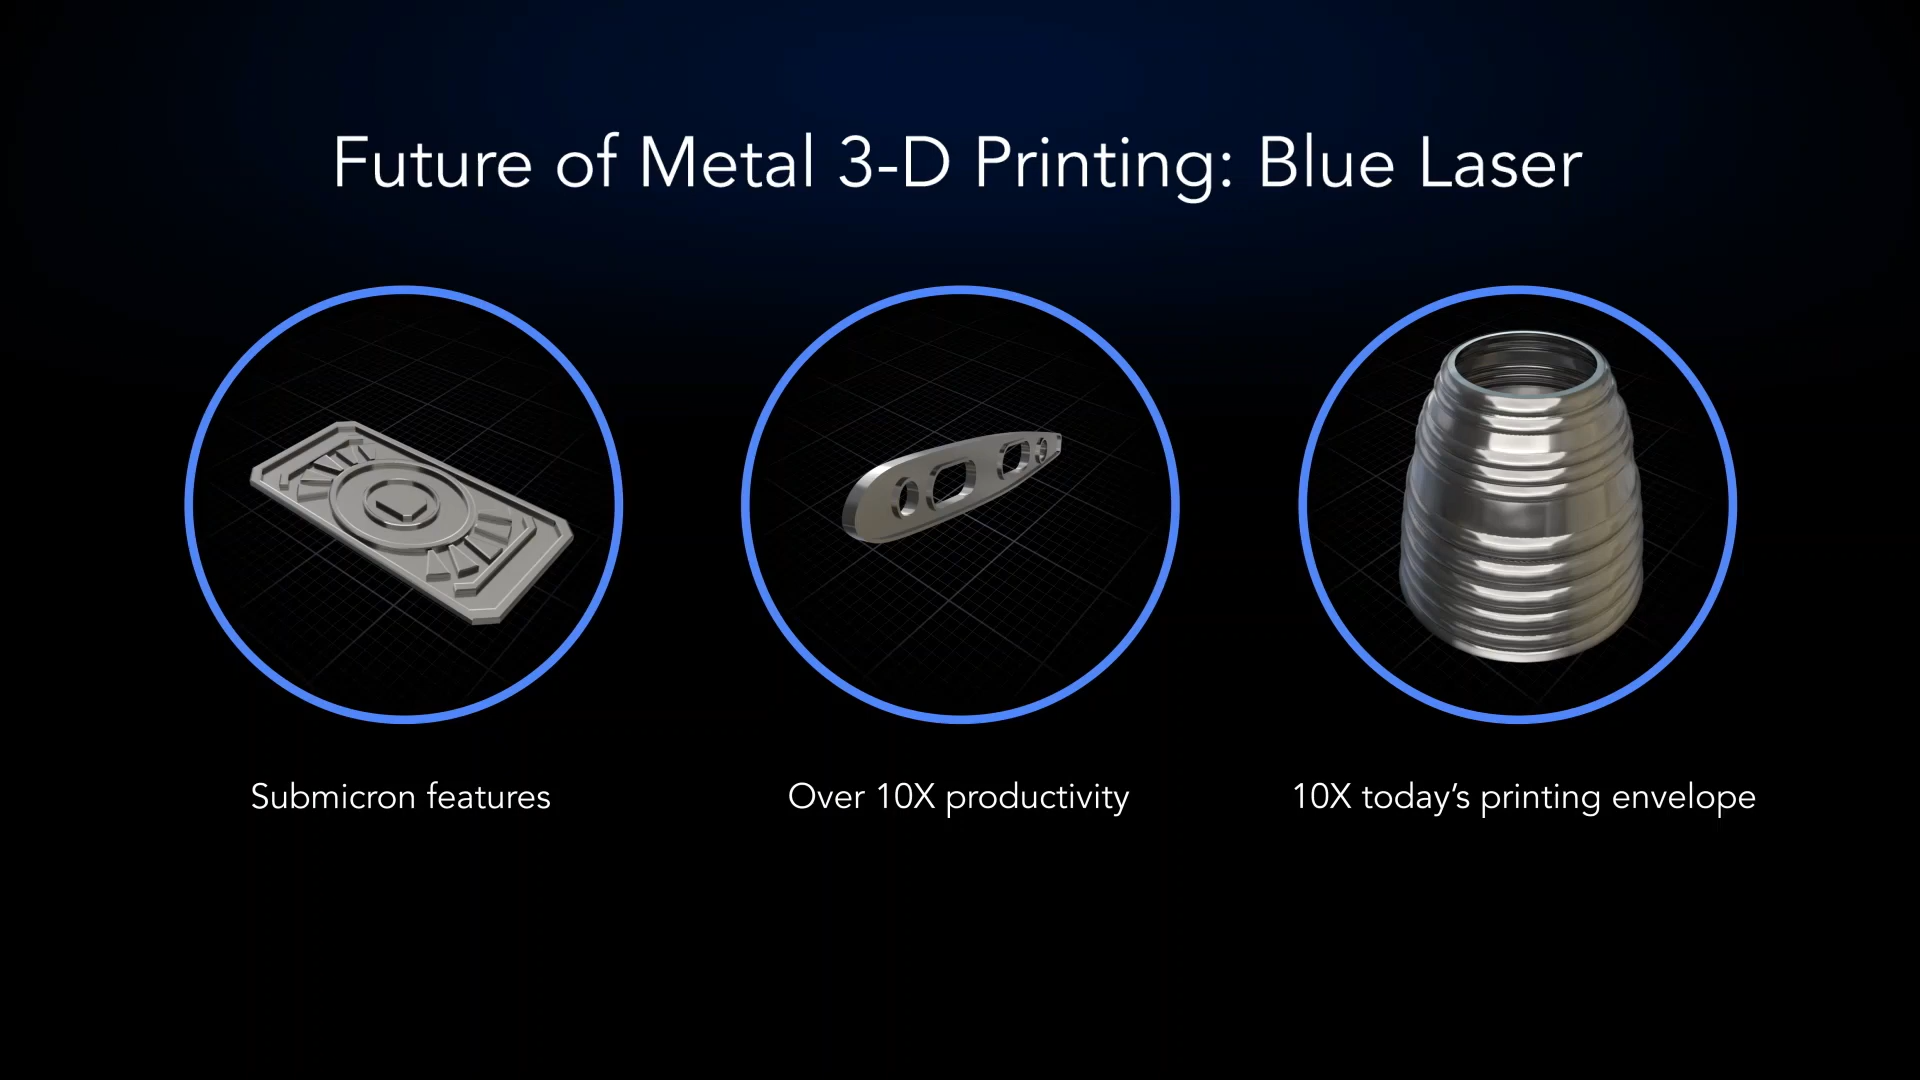 Future of Metal 3-D Printing: Blue Laser
Submicron features
Over 10X productivity
10X today’s printing envelope